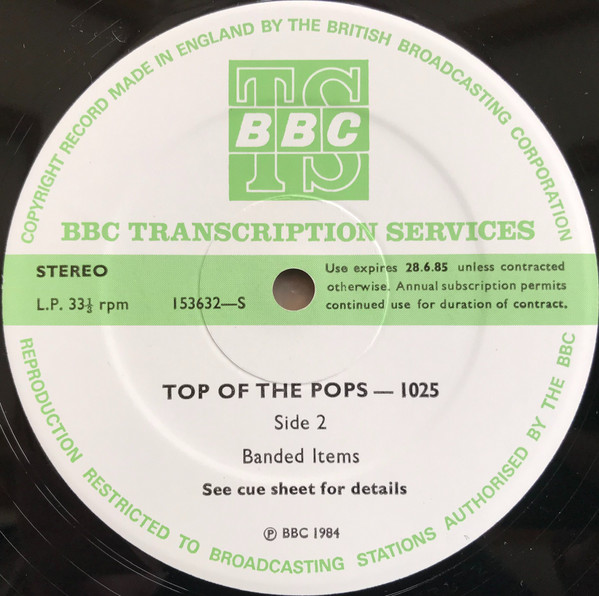 COPYRIGHT RECORD MADE IN ENGLAND BY THE BRITISH BROADCASTING CORPORATION
TS
BBC
TS
BBC TRANSCRIPTION SERVICES
STEREO
L.P. 33⅓ rpm
153632—S
Use expires 28.6.85 unless contracted
otherwise. Annual subscription permits
continued use for duration of contract.
TOP OF THE POPS — 1025
Side 2
Banded Items
See cue sheet for details
℗ BBC 1984
REPRODUCTION RESTRICTED TO BROADCASTING STATIONS AUTHORISED BY THE BBC